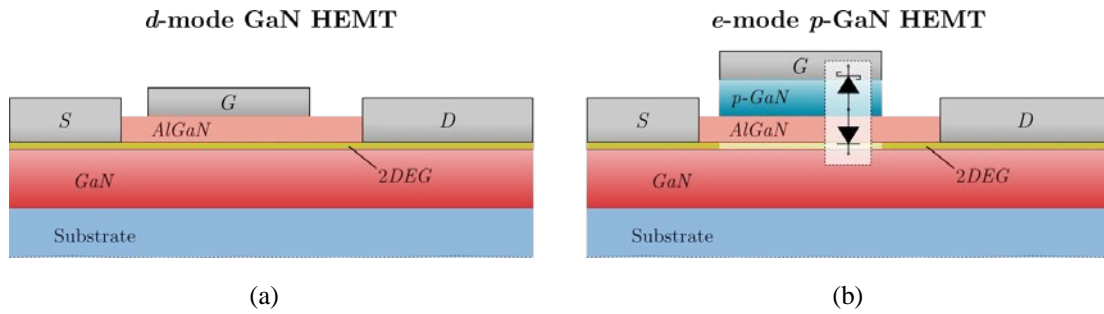 d-mode GaN HEMT
S
G
D
AlGaN
2DEG
GaN
Substrate
(a)
e-mode p-GaN HEMT
G
p-GaN
S
AlGaN
D
2DEG
GaN
Substrate
(b)